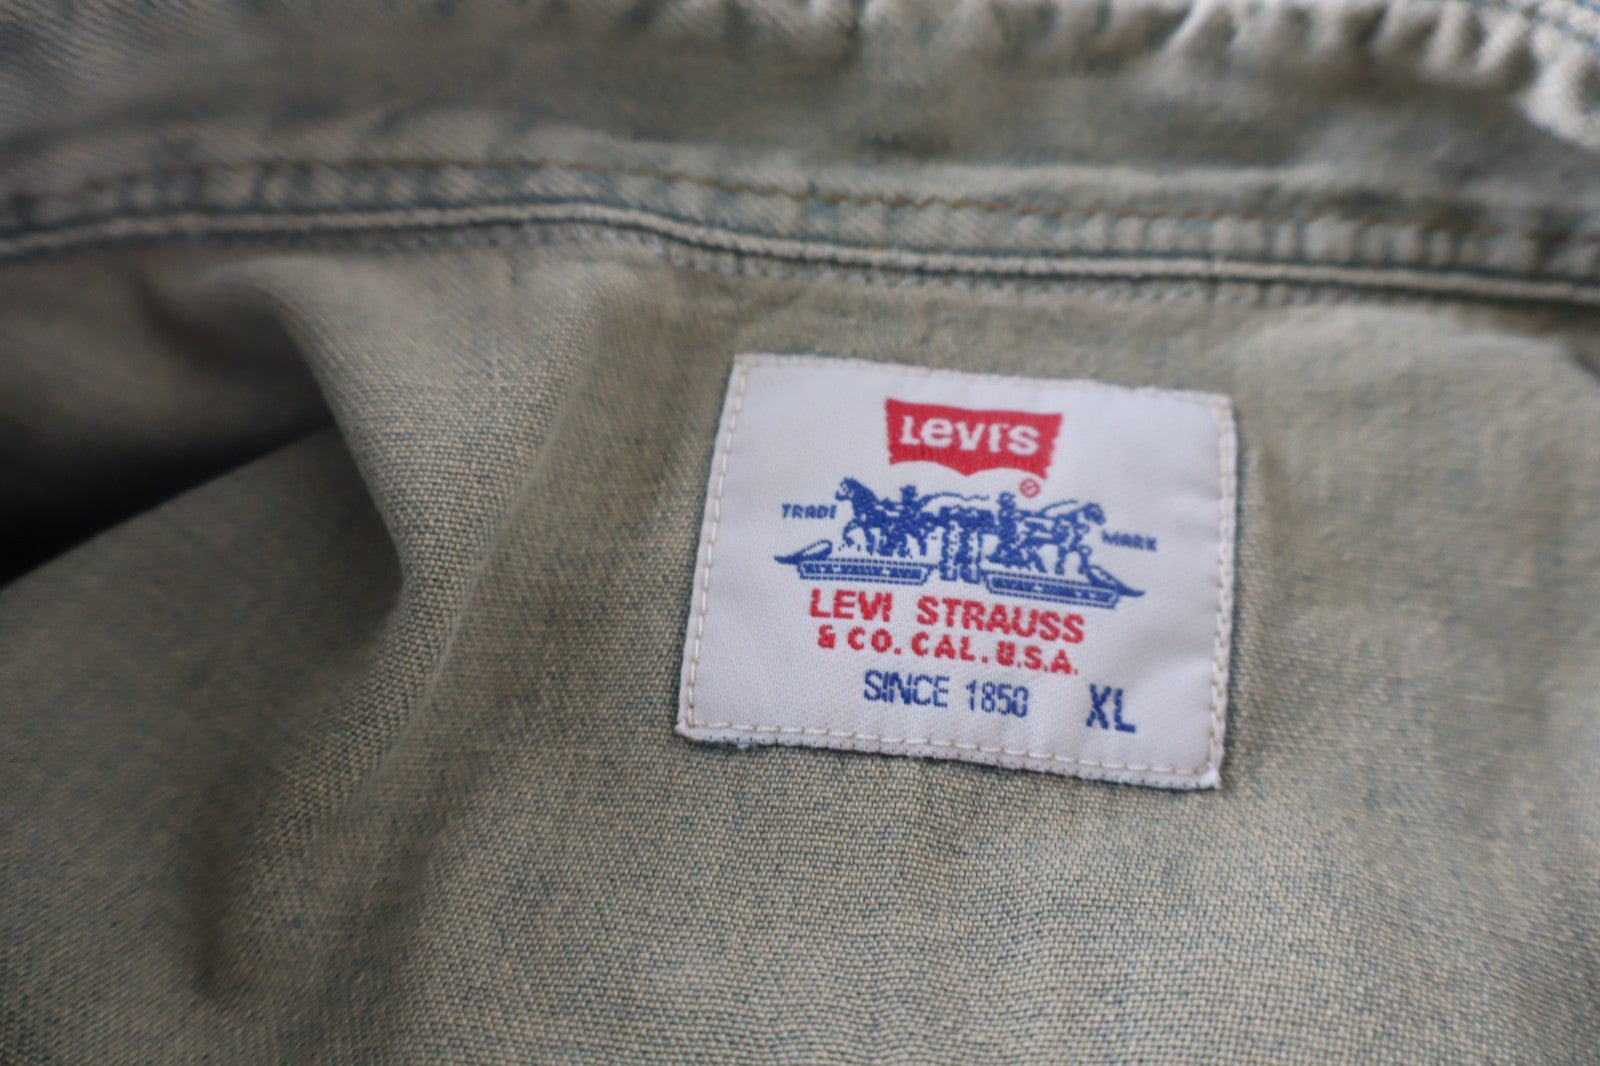 Levi's
®
TRADE MARK
LEVI STRAUSS
& CO. CAL. U.S.A.
SINCE 1850 XL